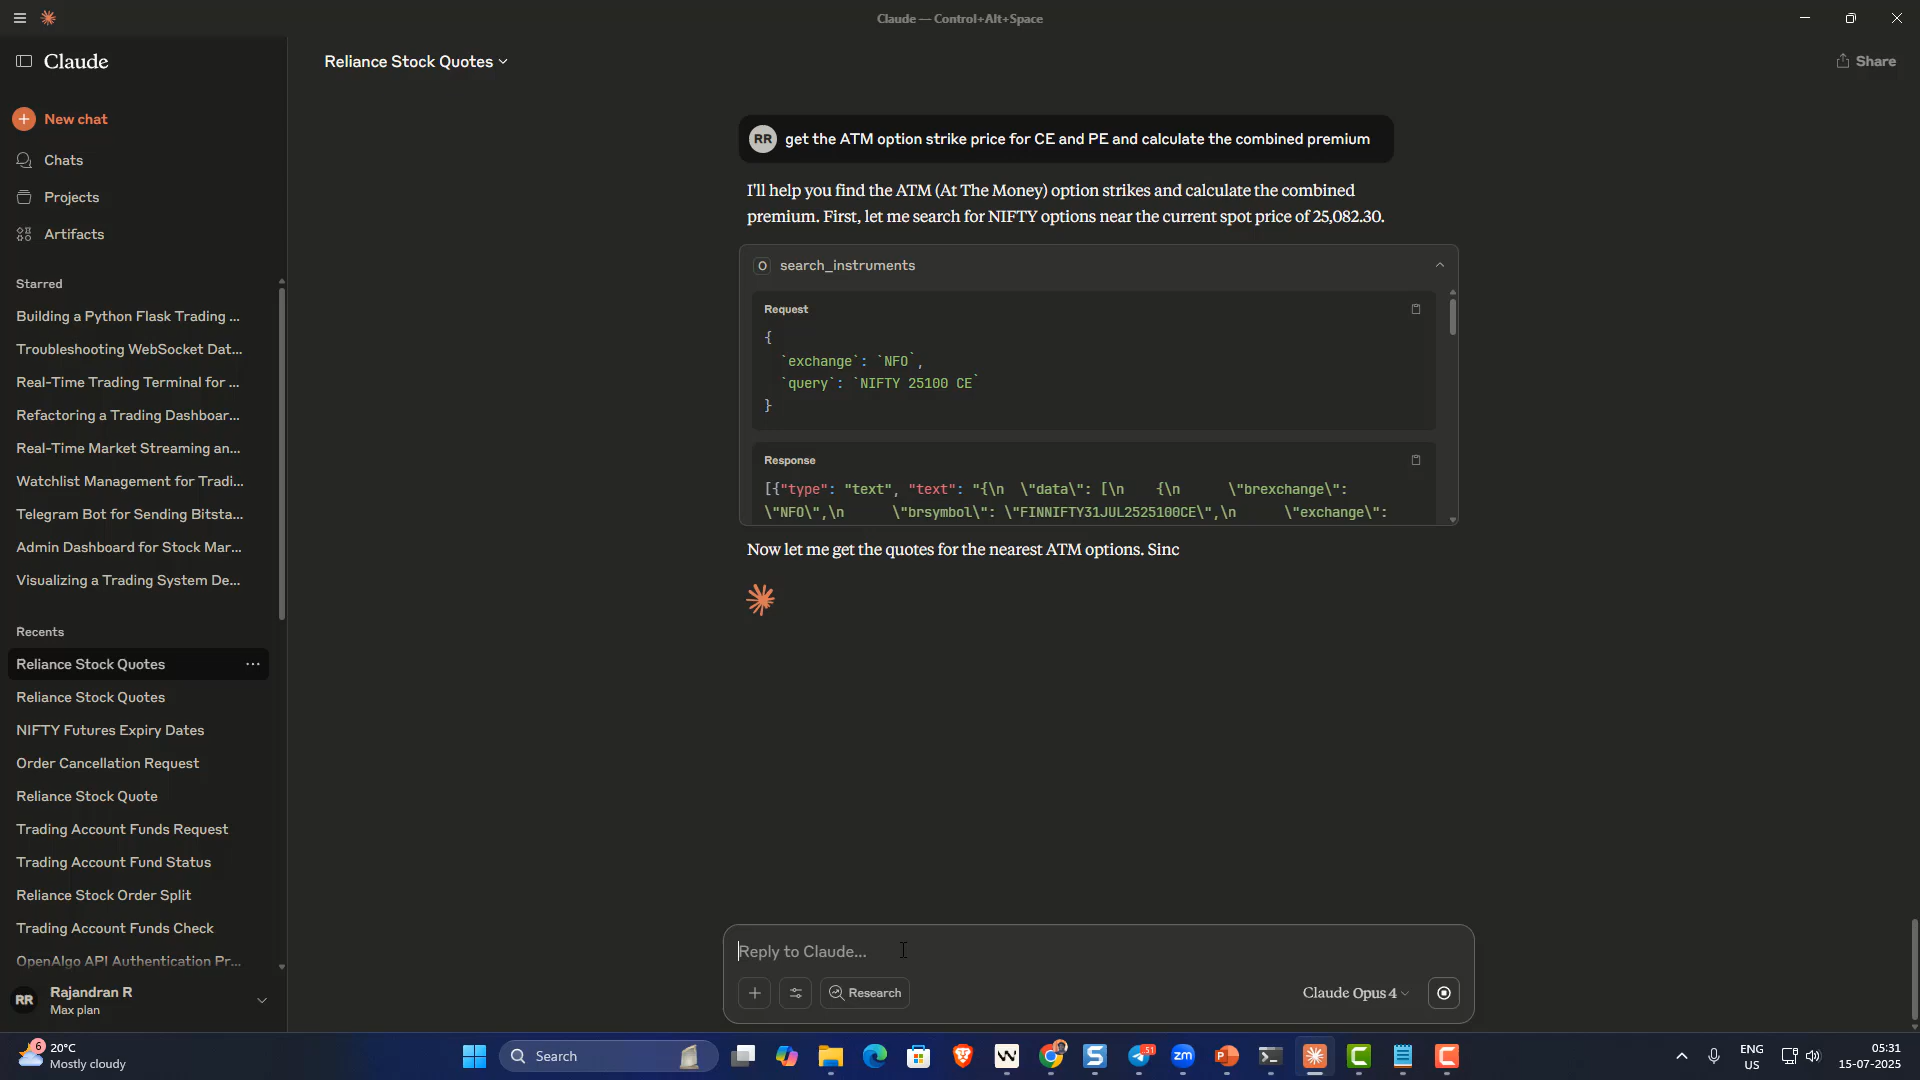 Claude — Control+Alt+Space
Claude
New chat
Chats
Projects
Artifacts
Starred
Building a Python Flask Trading ...
Troubleshooting WebSocket Dat...
Real-Time Trading Terminal for ...
Refactoring a Trading Dashboar...
Real-Time Market Streaming an...
Watchlist Management for Tradi...
Telegram Bot for Sending Bitsta...
Admin Dashboard for Stock Mar...
Visualizing a Trading System De...
Recents
Reliance Stock Quotes
Reliance Stock Quotes
NIFTY Futures Expiry Dates
Order Cancellation Request
Reliance Stock Quote
Trading Account Funds Request
Trading Account Fund Status
Reliance Stock Order Split
Trading Account Funds Check
OpenAlgo API Authentication Pr...
RR
Rajandran R
Max plan
Reliance Stock Quotes
Share
RR get the ATM option strike price for CE and PE and calculate the combined premium
I'll help you find the ATM (At The Money) option strikes and calculate the combined
premium. First, let me search for NIFTY options near the current spot price of 25,082.30.
O search_instruments
Request
{
`exchange`: `NFO`,
`query`: `NIFTY 25100 CE`
}
Response
[{"type": "text", "text": "{\n  \"data\": [\n    {\n      \"brexchange\":
\"NFO\",\n      \"brsymbol\": \"FINNIFTY31JUL2525100CE\",\n      \"exchange\":
Now let me get the quotes for the nearest ATM options. Sinc
Reply to Claude...
Research
Claude Opus 4
6
20°C
Mostly cloudy
Search
51
zm
ENG
US
05:31
15-07-2025